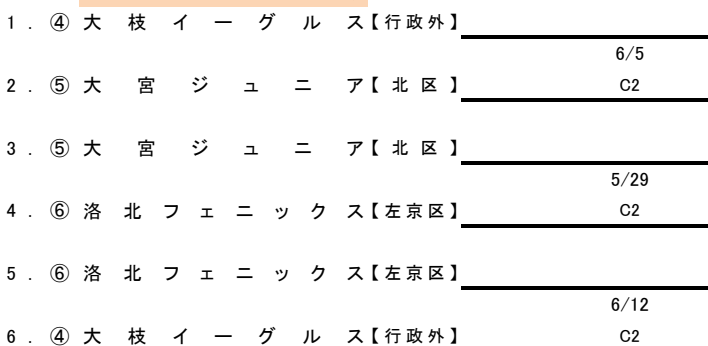 1. ④ 大枝イーグルス【行政外】
6/5
2. ⑤ 大宮ジュニア【北区】 C2
3. ⑤ 大宮ジュニア【北区】
5/29
4. ⑥ 洛北フェニックス【左京区】 C2
5. ⑥ 洛北フェニックス【左京区】
6/12
6. ④ 大枝イーグルス【行政外】 C2